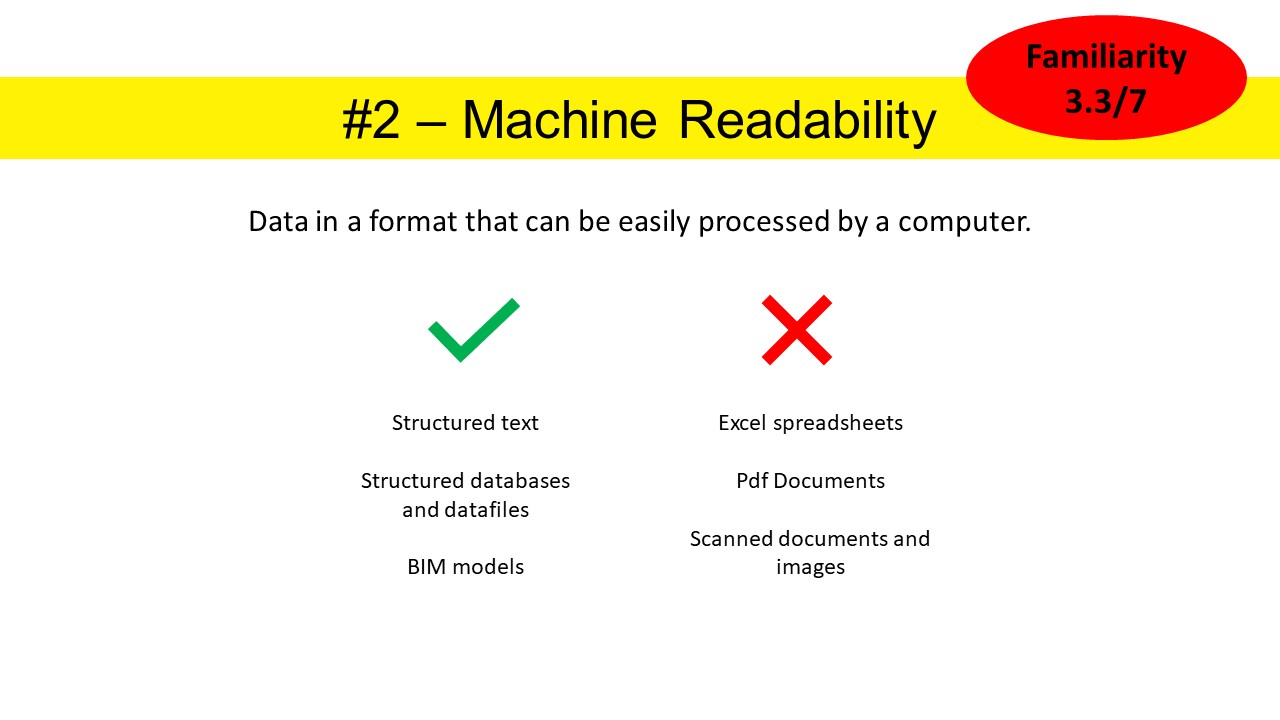 Familiarity
3.3/7
#2 – Machine Readability
Data in a format that can be easily processed by a computer.
Structured text
Structured databases
and datafiles
BIM models
Excel spreadsheets
Pdf Documents
Scanned documents and
images